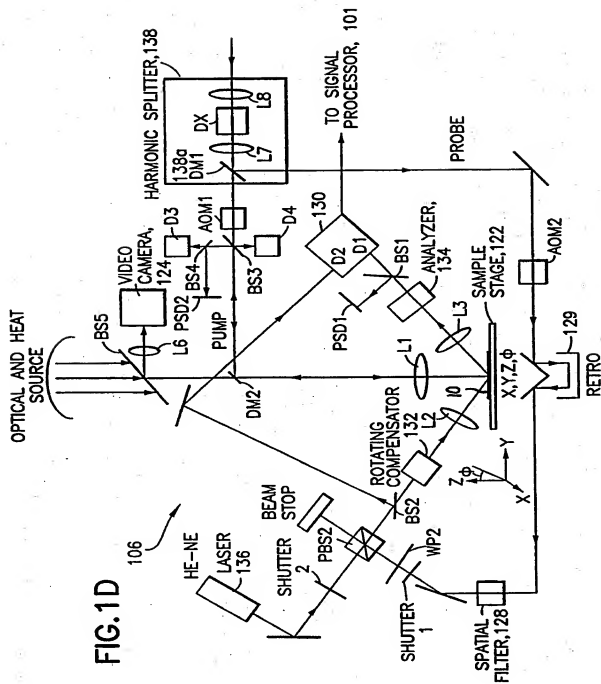 FIG.1D
106
HE-NE
LASER
136
SHUTTER
2
BEAM
STOP
PBS2
WP2
SHUTTER
1
SPATIAL
FILTER,128
BS2
ROTATING
COMPENSATOR
132
L2
OPTICAL AND HEAT
SOURCE
BS5
L6
VIDEO
CAMERA,
124
PUMP
PSD2
BS4
D3
BS3
D4
AOM1
HARMONIC SPLITTER,138
138a
DM1
L7
DX
L8
DM2
TO SIGNAL
PROCESSOR, 101
130
D2
D1
BS1
PSD1
ANALYZER,
134
L3
L1
SAMPLE
STAGE,122
10
X,Y,Z,Φ
Z
Φ
Y
X
PROBE
AOM2
129
RETRO